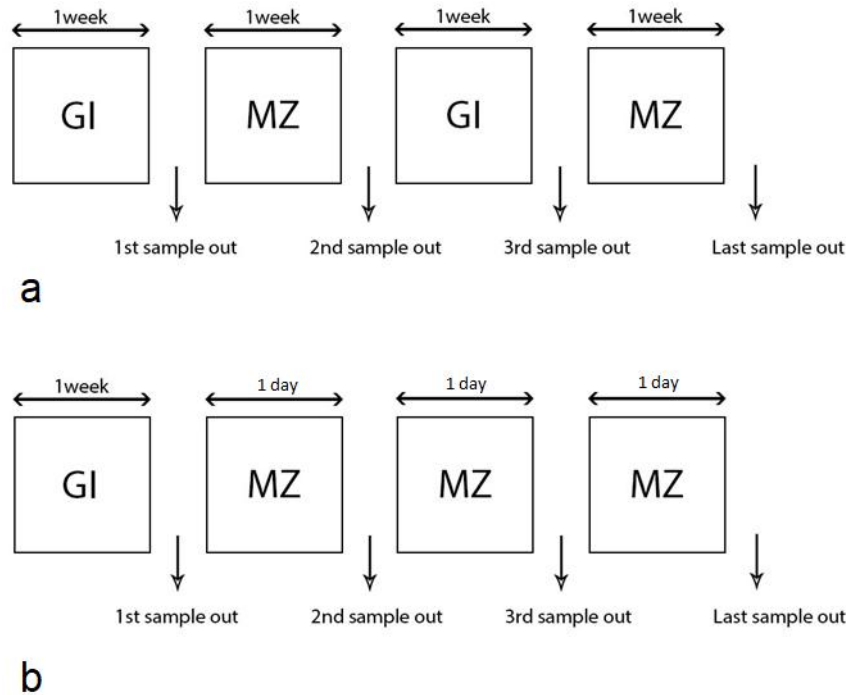 1week 1week 1week 1week
GI MZ GI MZ
1st sample out 2nd sample out 3rd sample out Last sample out
a
1week 1 day 1 day 1 day
GI MZ MZ MZ
1st sample out 2nd sample out 3rd sample out Last sample out
b